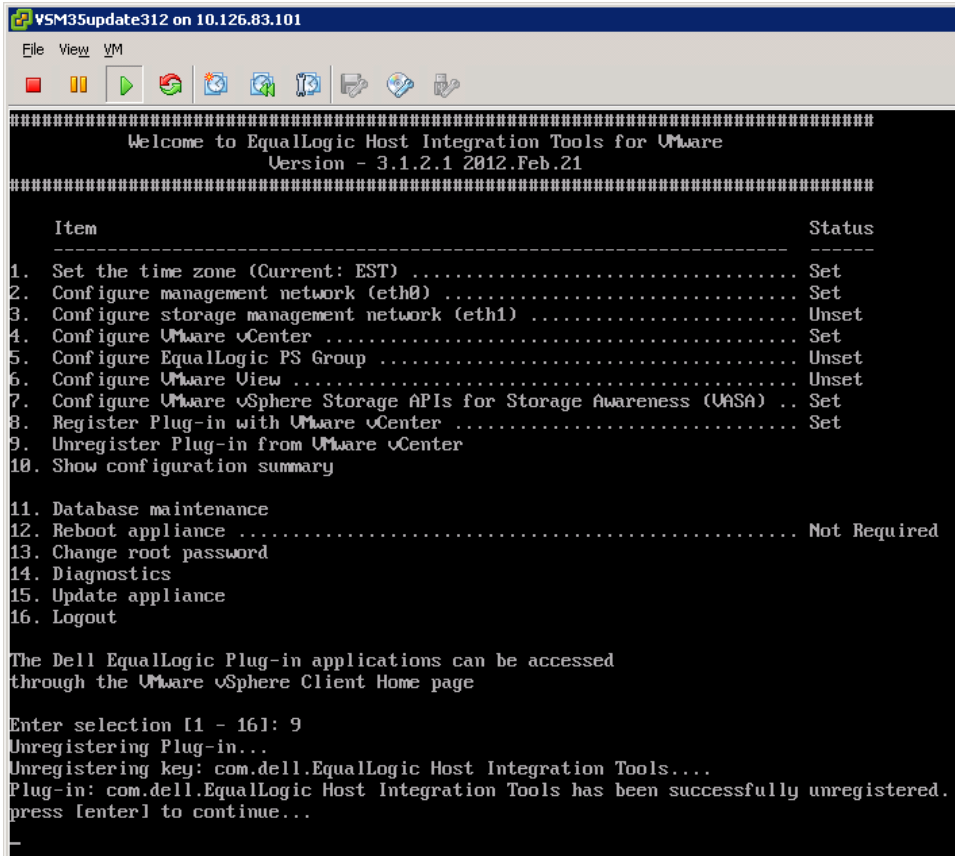 VSM35update312 on 10.126.83.101
File View VM
################################################################################
Welcome to EqualLogic Host Integration Tools for VMware
Version - 3.1.2.1 2012.Feb.21
################################################################################
Item Status
-------------------------------------------------------------------- ------
1. Set the time zone (Current: EST) .................................... Set
2. Configure management network (eth0) ................................. Set
3. Configure storage management network (eth1) ......................... Unset
4. Configure VMware vCenter ............................................ Set
5. Configure EqualLogic PS Group ....................................... Unset
6. Configure VMware View ............................................... Unset
7. Configure VMware vSphere Storage APIs for Storage Awareness (VASA) .. Set
8. Register Plug-in with VMware vCenter ................................ Set
9. Unregister Plug-in from VMware vCenter
10. Show configuration summary
11. Database maintenance
12. Reboot appliance .................................................... Not Required
13. Change root password
14. Diagnostics
15. Update appliance
16. Logout
The Dell EqualLogic Plug-in applications can be accessed
through the VMware vSphere Client Home page
Enter selection [1 - 16]: 9
Unregistering Plug-in...
Unregistering key: com.dell.EqualLogic Host Integration Tools....
Plug-in: com.dell.EqualLogic Host Integration Tools has been successfully unregistered.
press [enter] to continue...
_